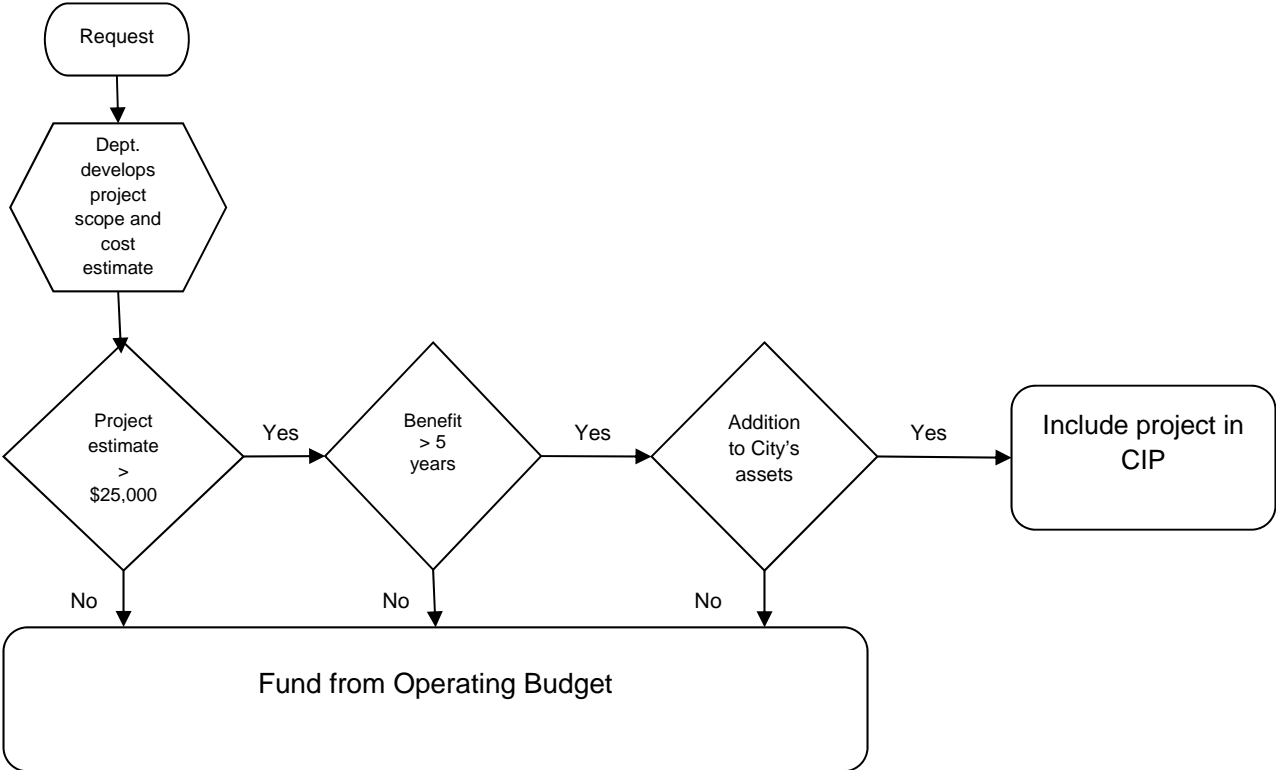 Request
Dept.
develops
project
scope and
cost
estimate
Project
estimate
>
$25,000
Yes
Benefit
> 5
years
Yes
Addition
to City's
assets
Yes
Include project in
CIP
No
No
No
Fund from Operating Budget